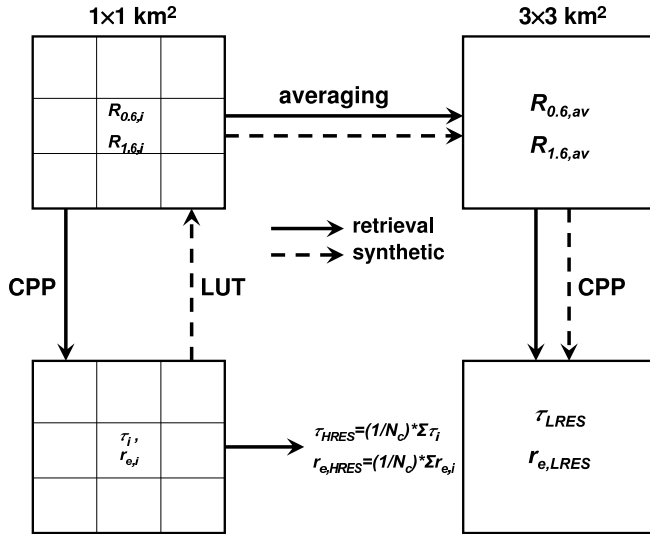 1×1 km²
3×3 km²
R0.6,i
R1.6,i
averaging
R0.6,av
R1.6,av
retrieval
synthetic
CPP
LUT
CPP
τi ,
re,i
τHRES=(1/Nc)*Στi
re,HRES=(1/Nc)*Σre,i
τLRES
re,LRES